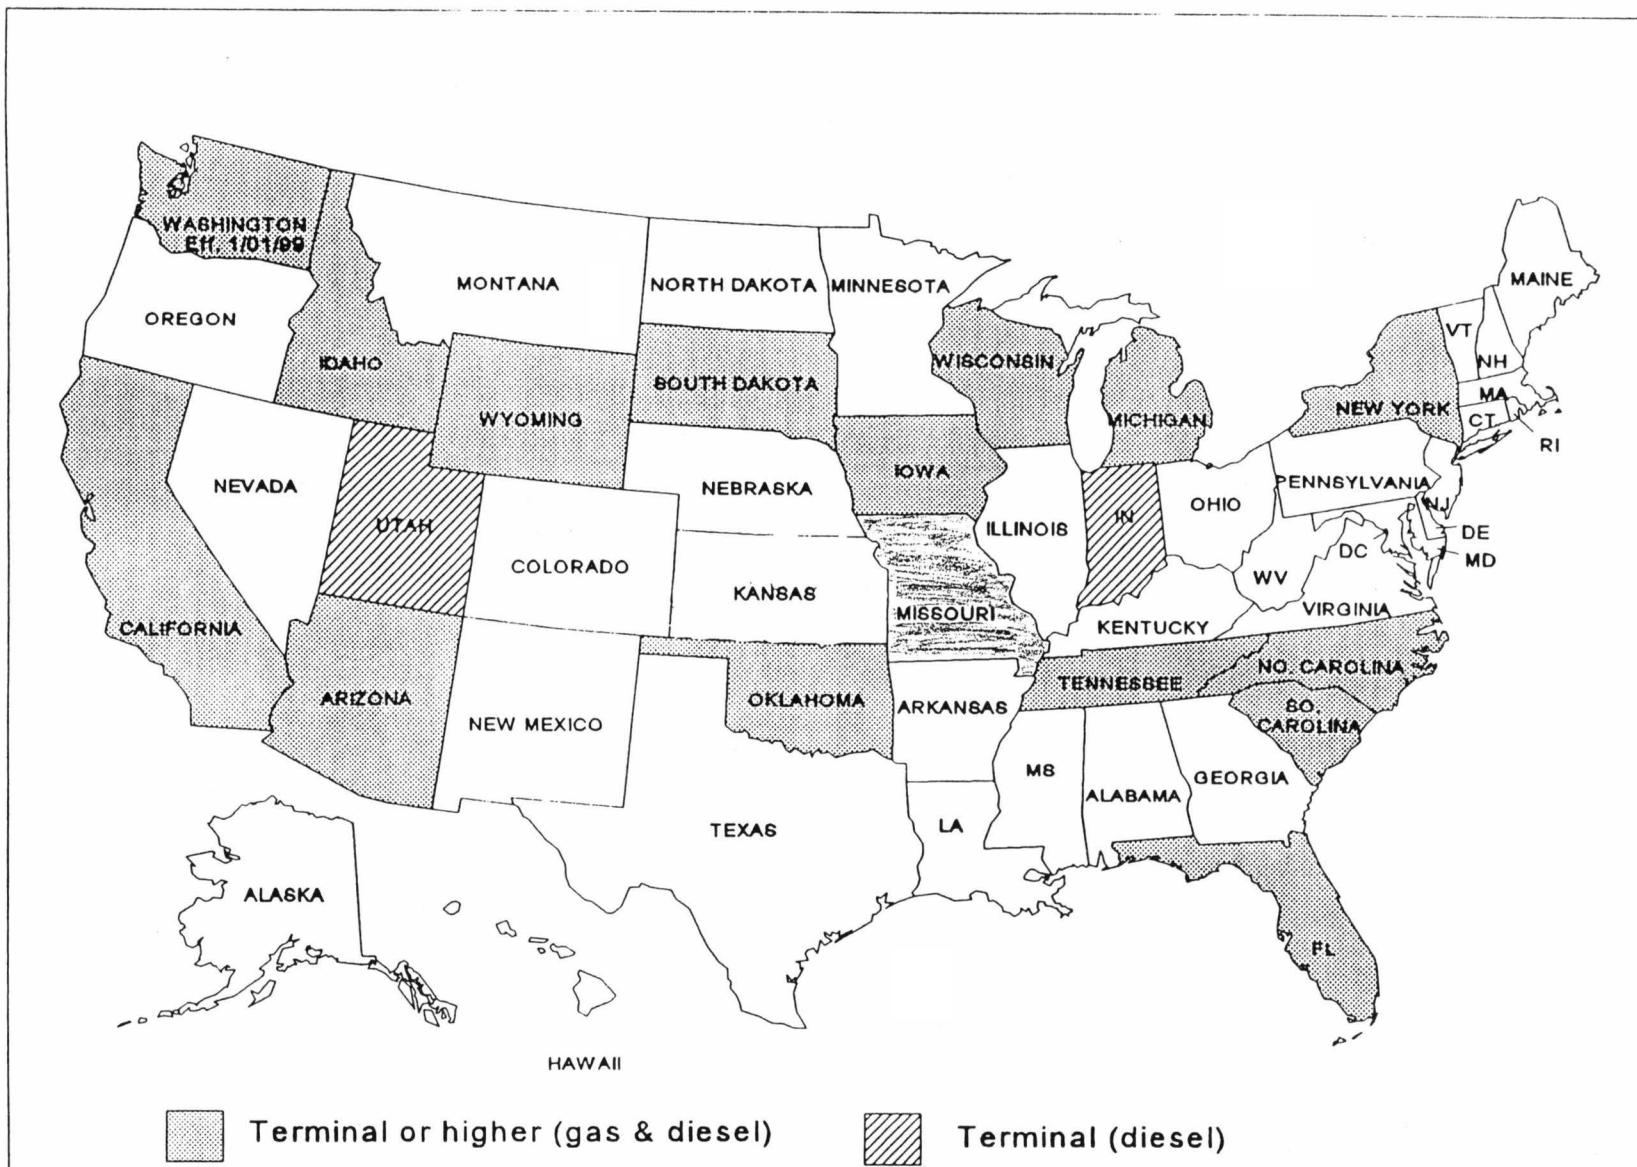 WASHINGTON
Eff. 1/01/99
MONTANA
NORTH DAKOTA
MINNESOTA
MAINE
OREGON
IDAHO
VT
NH
WISCONSIN
SOUTH DAKOTA
MICHIGAN
MA
NEW YORK
CT
RI
WYOMING
IOWA
NEVADA
NEBRASKA
PENNSYLVANIA
NJ
UTAH
ILLINOIS
IN
OHIO
DE
DC
MD
COLORADO
KANSAS
WV
MISSOURI
VIRGINIA
CALIFORNIA
KENTUCKY
NO. CAROLINA
TENNESSEE
ARIZONA
OKLAHOMA
ARKANSAS
SO.
CAROLINA
NEW MEXICO
MS
GEORGIA
ALABAMA
TEXAS
LA
ALASKA
FL
HAWAII
Terminal or higher (gas & diesel)
Terminal (diesel)